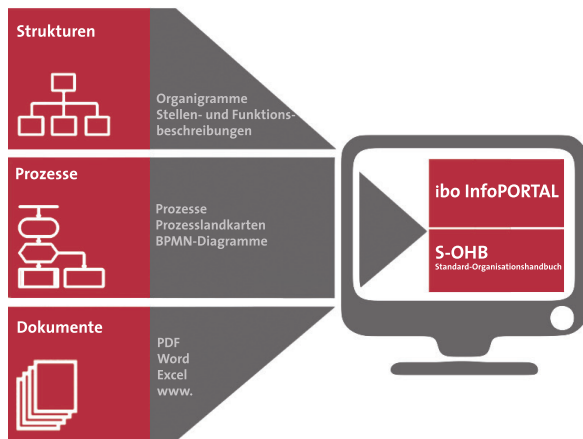 Strukturen
Organigramme
Stellen- und Funktions-
beschreibungen
Prozesse
Prozesse
Prozesslandkarten
BPMN-Diagramme
Dokumente
PDF
Word
Excel
www.
ibo InfoPORTAL
S-OHB
Standard-Organisationshandbuch